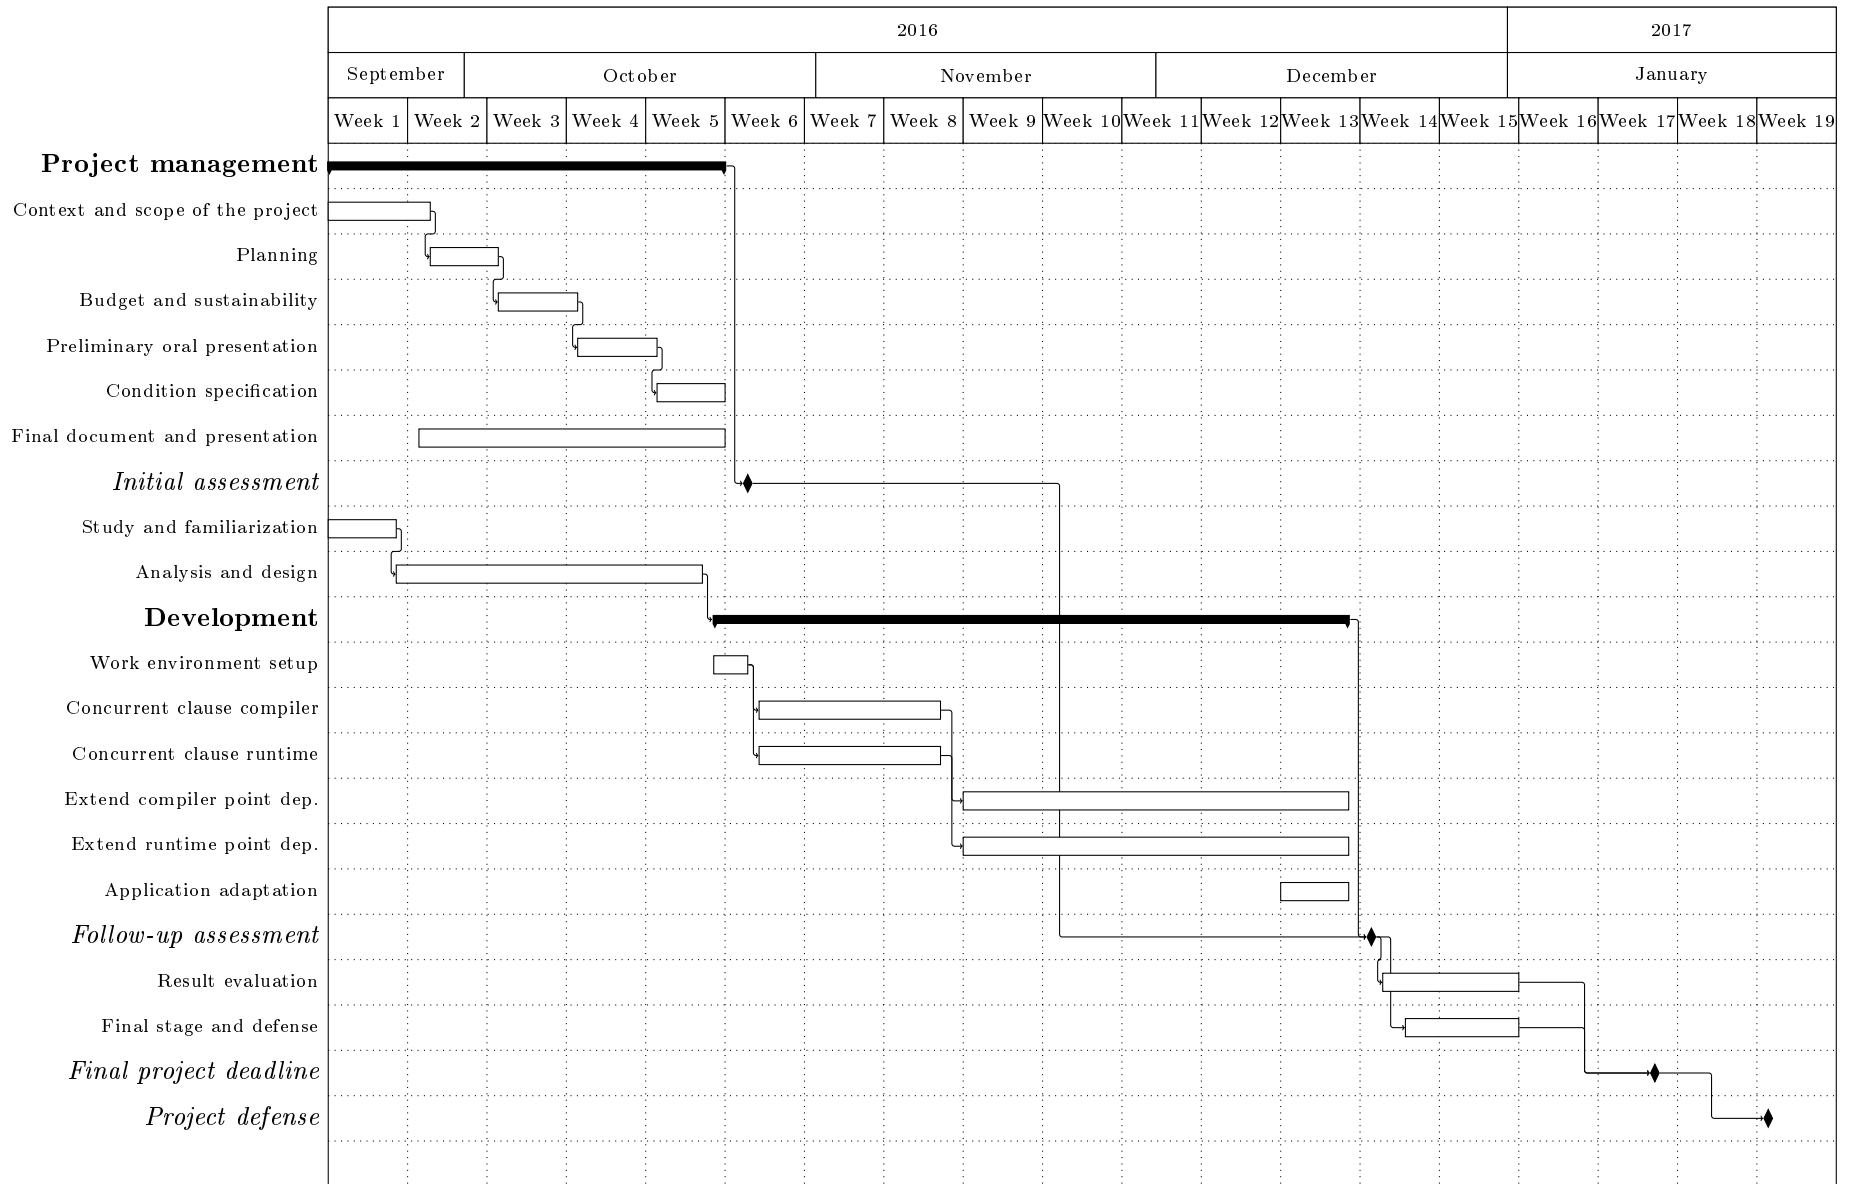 2016 2017
September October November December January
Week 1 Week 2 Week 3 Week 4 Week 5 Week 6 Week 7 Week 8 Week 9 Week 10 Week 11 Week 12 Week 13 Week 14 Week 15 Week 16 Week 17 Week 18 Week 19
Project management
Context and scope of the project
Planning
Budget and sustainability
Preliminary oral presentation
Condition specification
Final document and presentation
Initial assessment
Study and familiarization
Analysis and design
Development
Work environment setup
Concurrent clause compiler
Concurrent clause runtime
Extend compiler point dep.
Extend runtime point dep.
Application adaptation
Follow-up assessment
Result evaluation
Final stage and defense
Final project deadline
Project defense